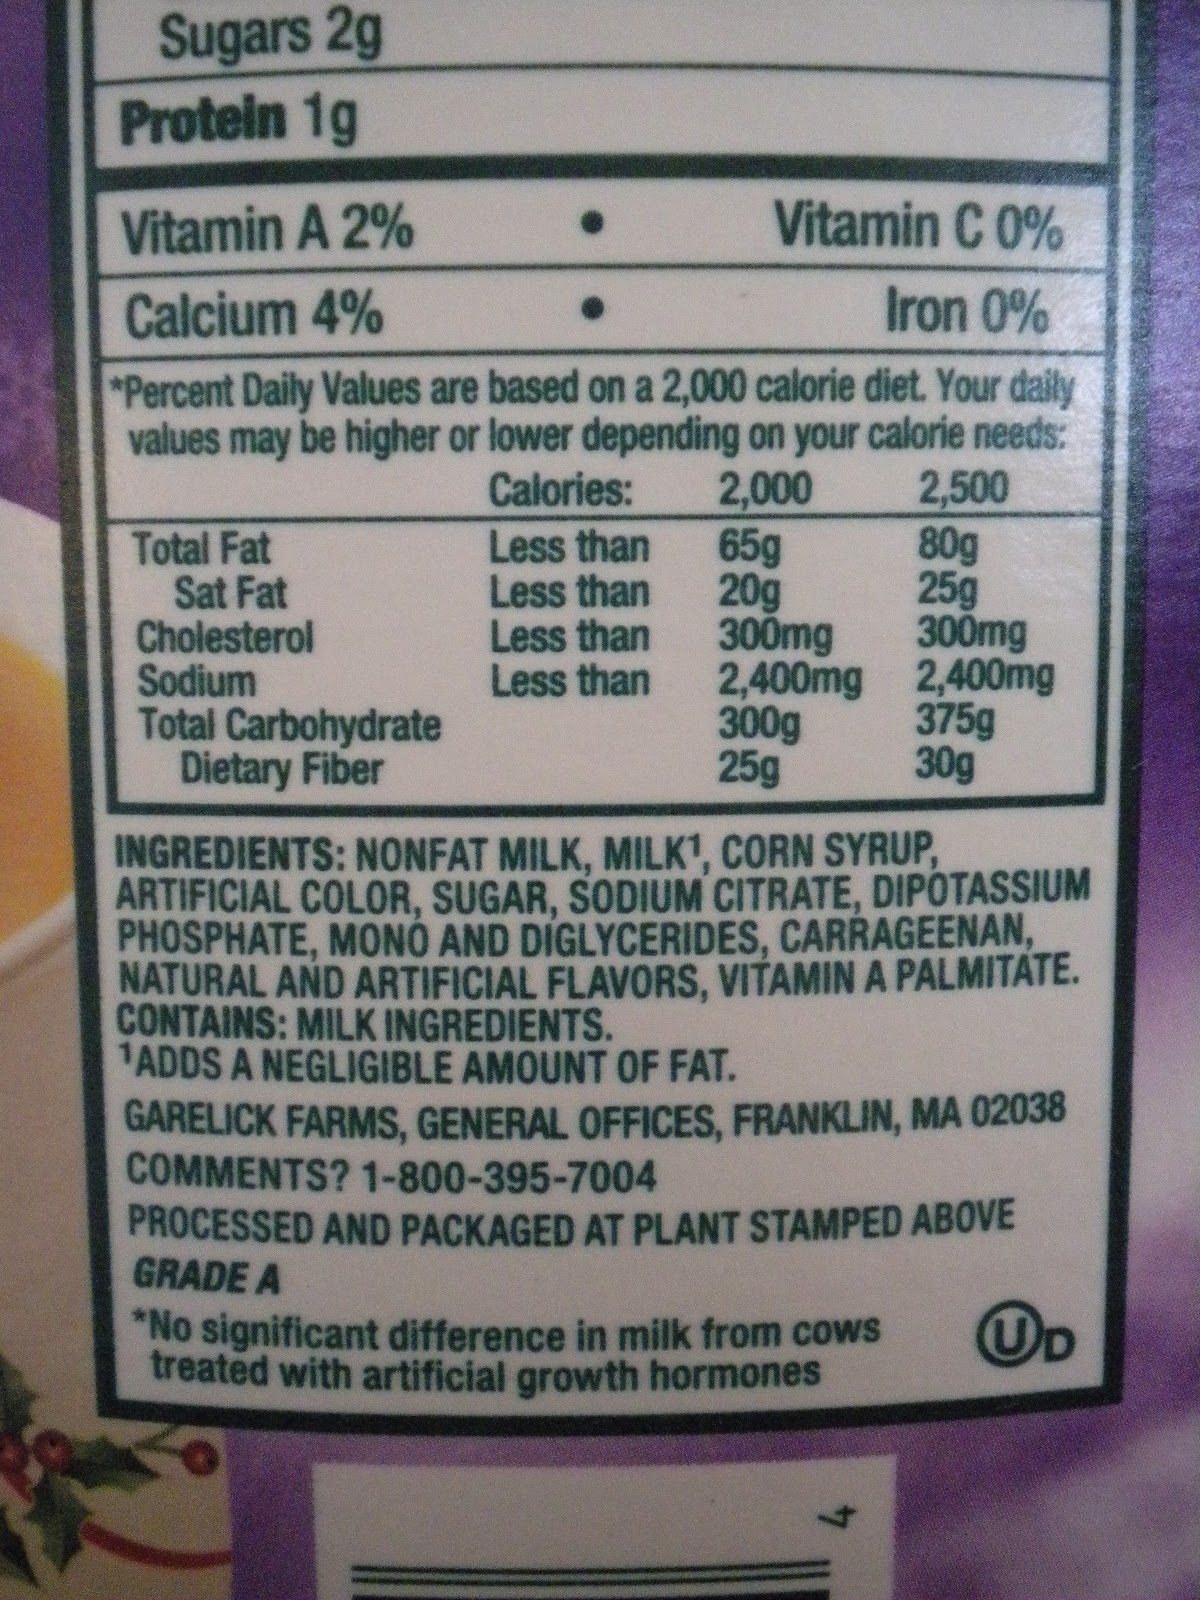 Sugars 2g
Protein 1g
Vitamin A 2% • Vitamin C 0%
Calcium 4% • Iron 0%
*Percent Daily Values are based on a 2,000 calorie diet. Your daily
values may be higher or lower depending on your calorie needs:
Calories: 2,000 2,500
Total Fat Less than 65g 80g
Sat Fat Less than 20g 25g
Cholesterol Less than 300mg 300mg
Sodium Less than 2,400mg 2,400mg
Total Carbohydrate 300g 375g
Dietary Fiber 25g 30g
INGREDIENTS: NONFAT MILK, MILK¹, CORN SYRUP,
ARTIFICIAL COLOR, SUGAR, SODIUM CITRATE, DIPOTASSIUM
PHOSPHATE, MONO AND DIGLYCERIDES, CARRAGEENAN,
NATURAL AND ARTIFICIAL FLAVORS, VITAMIN A PALMITATE.
CONTAINS: MILK INGREDIENTS.
¹ADDS A NEGLIGIBLE AMOUNT OF FAT.
GARELICK FARMS, GENERAL OFFICES, FRANKLIN, MA 02038
COMMENTS? 1-800-395-7004
PROCESSED AND PACKAGED AT PLANT STAMPED ABOVE
GRADE A
*No significant difference in milk from cows
treated with artificial growth hormones
U D
4